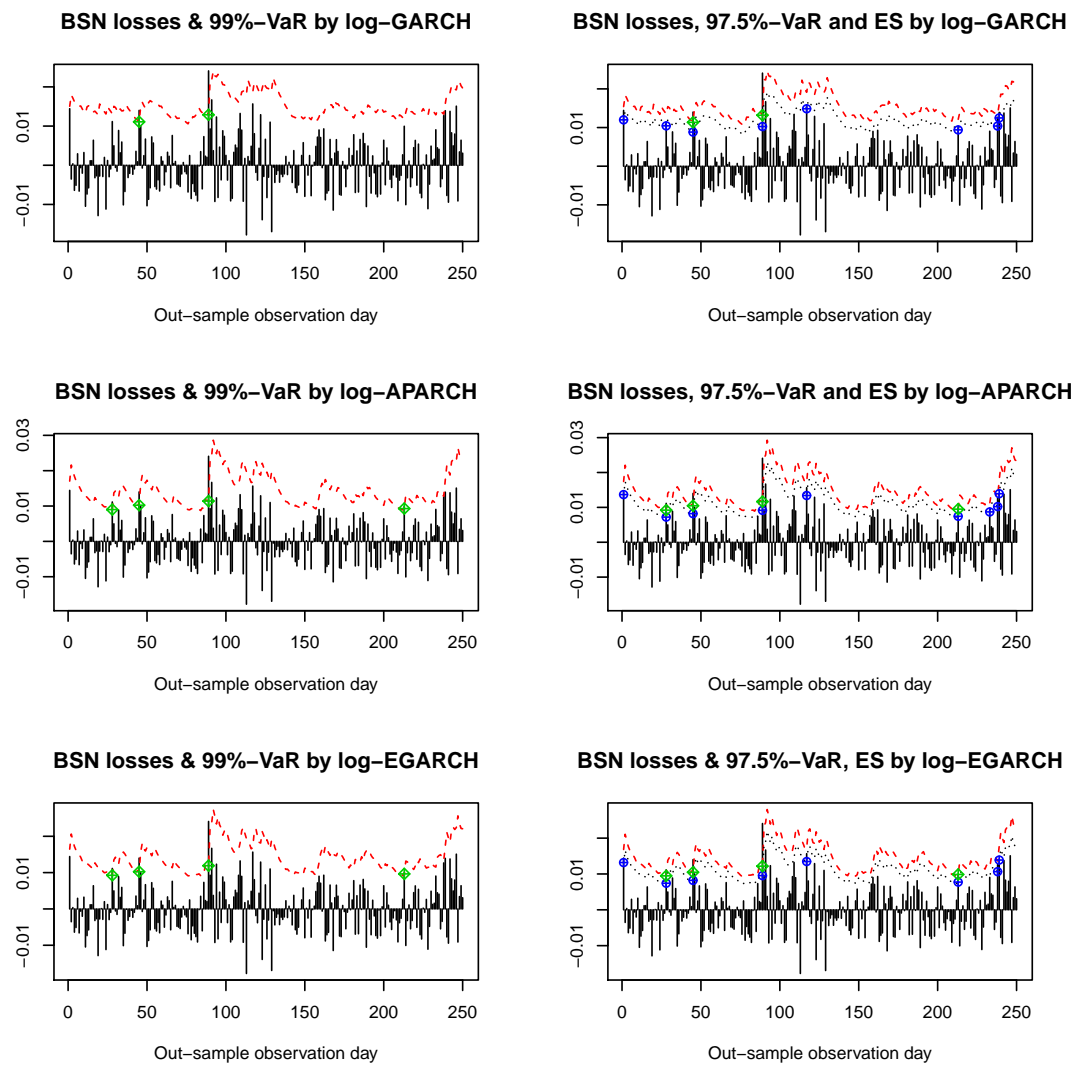 BSN losses & 99%−VaR by log−GARCH
0.01
−0.01
0 50 100 150 200 250
Out−sample observation day
BSN losses, 97.5%−VaR and ES by log−GARCH
0.01
−0.01
0 50 100 150 200 250
Out−sample observation day
BSN losses & 99%−VaR by log−APARCH
0.03
0.01
−0.01
0 50 100 150 200 250
Out−sample observation day
BSN losses, 97.5%−VaR and ES by log−APARCH
0.03
0.01
−0.01
0 50 100 150 200 250
Out−sample observation day
BSN losses & 99%−VaR by log−EGARCH
0.01
−0.01
0 50 100 150 200 250
Out−sample observation day
BSN losses & 97.5%−VaR, ES by log−EGARCH
0.01
−0.01
0 50 100 150 200 250
Out−sample observation day